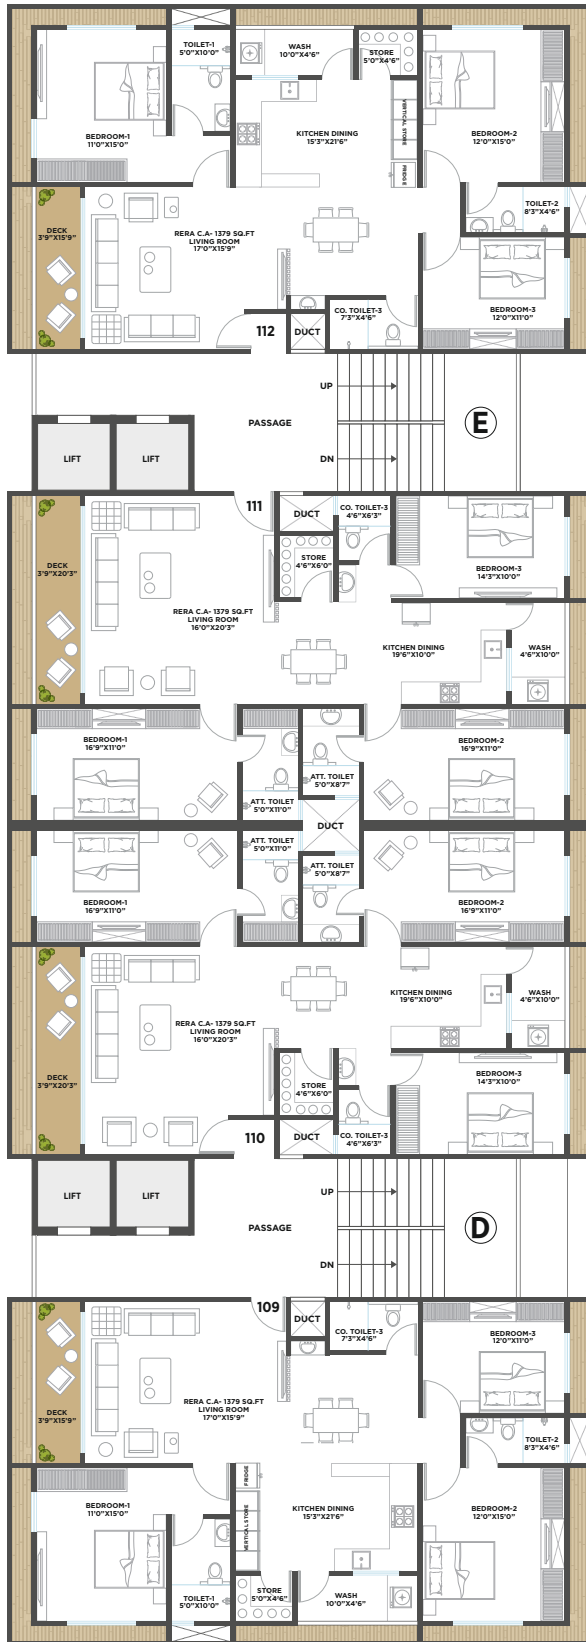 TOILET-1
5'0"X10'0"
WASH
10'0"X4'6"
STORE
5'0"X4'6"
BEDROOM-1
11'0"X15'0"
KITCHEN DINING
15'3"X21'6"
VERTICAL STORE
FRIDGE
BEDROOM-2
12'0"X15'0"
TOILET-2
8'3"X4'6"
DECK
3'9"X15'9"
RERA C.A- 1379 SQ.FT
LIVING ROOM
17'0"X15'9"
BEDROOM-3
12'0"X11'0"
CO. TOILET-3
7'3"X4'6"
112
DUCT
UP
PASSAGE
E
DN
LIFT
LIFT
111
DUCT
CO. TOILET-3
4'6"X6'3"
DECK
3'9"X20'3"
STORE
4'6"X6'0"
BEDROOM-3
14'3"X10'0"
RERA C.A- 1379 SQ.FT
LIVING ROOM
16'0"X20'3"
KITCHEN DINING
19'6"X10'0"
WASH
4'6"X10'0"
BEDROOM-1
16'9"X11'0"
BEDROOM-2
16'9"X11'0"
ATT. TOILET
5'0"X8'7"
ATT. TOILET
5'0"X11'0"
DUCT
ATT. TOILET
5'0"X11'0"
ATT. TOILET
5'0"X8'7"
BEDROOM-1
16'9"X11'0"
BEDROOM-2
16'9"X11'0"
KITCHEN DINING
19'6"X10'0"
WASH
4'6"X10'0"
RERA C.A- 1379 SQ.FT
LIVING ROOM
16'0"X20'3"
DECK
3'9"X20'3"
STORE
4'6"X6'0"
BEDROOM-3
14'3"X10'0"
110
DUCT
CO. TOILET-3
4'6"X6'3"
LIFT
LIFT
UP
PASSAGE
D
DN
109
DUCT
CO. TOILET-3
7'3"X4'6"
BEDROOM-3
12'0"X11'0"
RERA C.A- 1379 SQ.FT
LIVING ROOM
17'0"X15'9"
DECK
3'9"X15'9"
TOILET-2
8'3"X4'6"
FRIDGE
VERTICAL STORE
BEDROOM-1
11'0"X15'0"
KITCHEN DINING
15'3"X21'6"
BEDROOM-2
12'0"X15'0"
TOILET-1
5'0"X10'0"
STORE
5'0"X4'6"
WASH
10'0"X4'6"